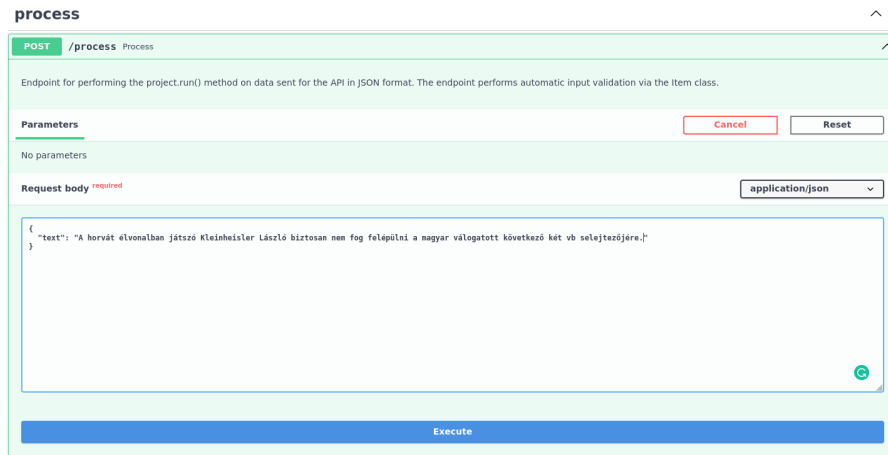 process
POST /process Process
Endpoint for performing the project.run() method on data sent for the API in JSON format. The endpoint performs automatic input validation via the Item class.
Parameters Cancel Reset
No parameters
Request body required application/json
{
"text": "A horvát élvonalban játszó Kleinheisler László biztosan nem fog felépülni a magyar válogatott következő két vb selejtezőjére."
}
Execute